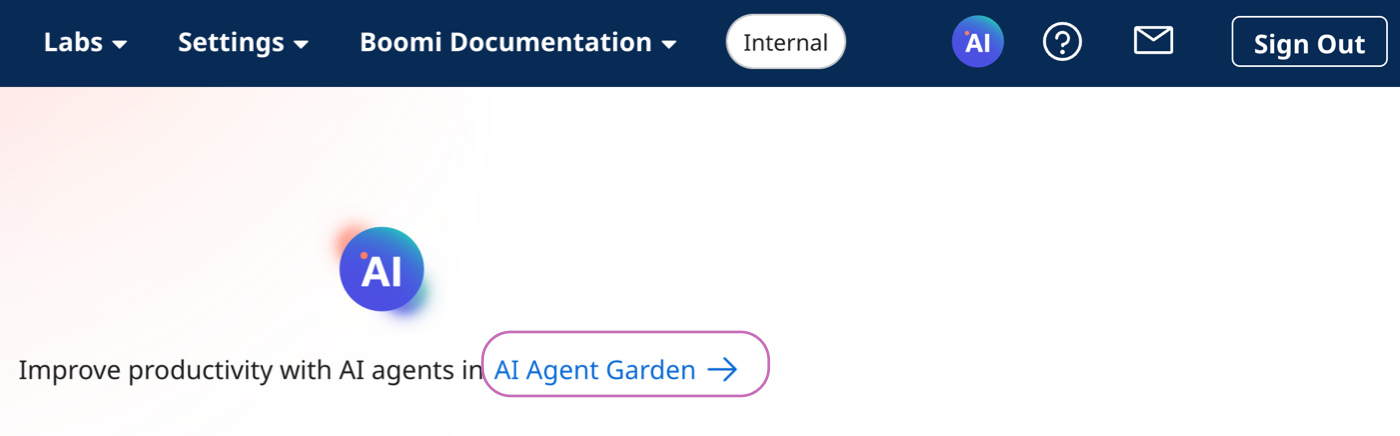 Labs Settings Boomi Documentation Internal AI Sign Out
AI
Improve productivity with AI agents in AI Agent Garden →